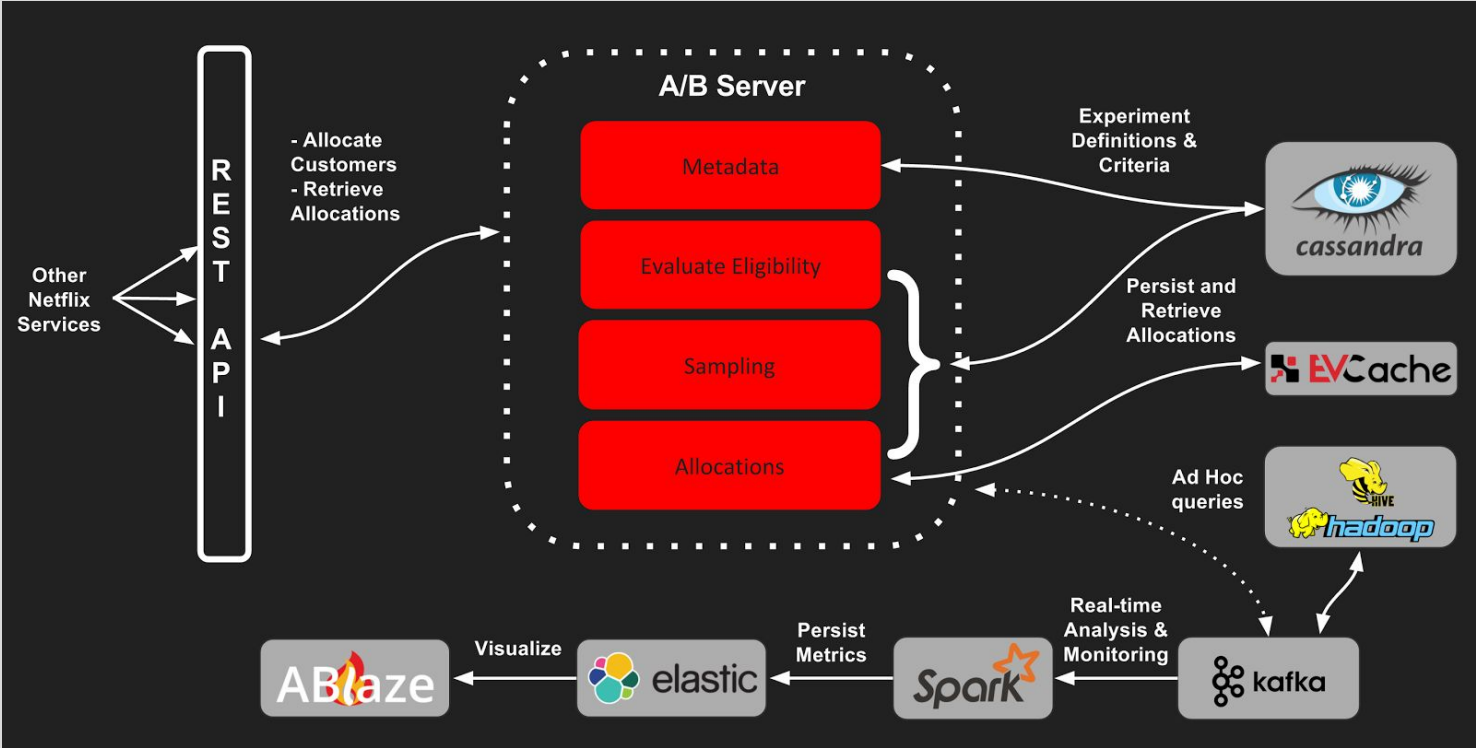 A/B Server
Metadata
Evaluate Eligibility
Sampling
Allocations
REST API
- Allocate
Customers
- Retrieve
Allocations
Other
Netflix
Services
Experiment
Definitions &
Criteria
cassandra
Persist and
Retrieve
Allocations
EVCache
Ad Hoc
queries
HIVE
hadoop
Real-time
Analysis &
Monitoring
kafka
Spark
Persist
Metrics
elastic
Visualize
ABlaze